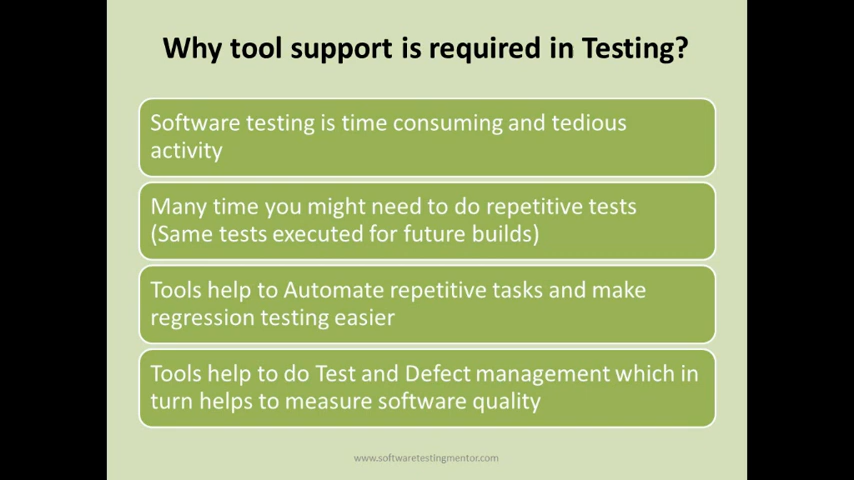 Why tool support is required in Testing?
Software testing is time consuming and tedious
activity
Many time you might need to do repetitive tests
(Same tests executed for future builds)
Tools help to Automate repetitive tasks and make
regression testing easier
Tools help to do Test and Defect management which in
turn helps to measure software quality
www.softwaretestingmentor.com